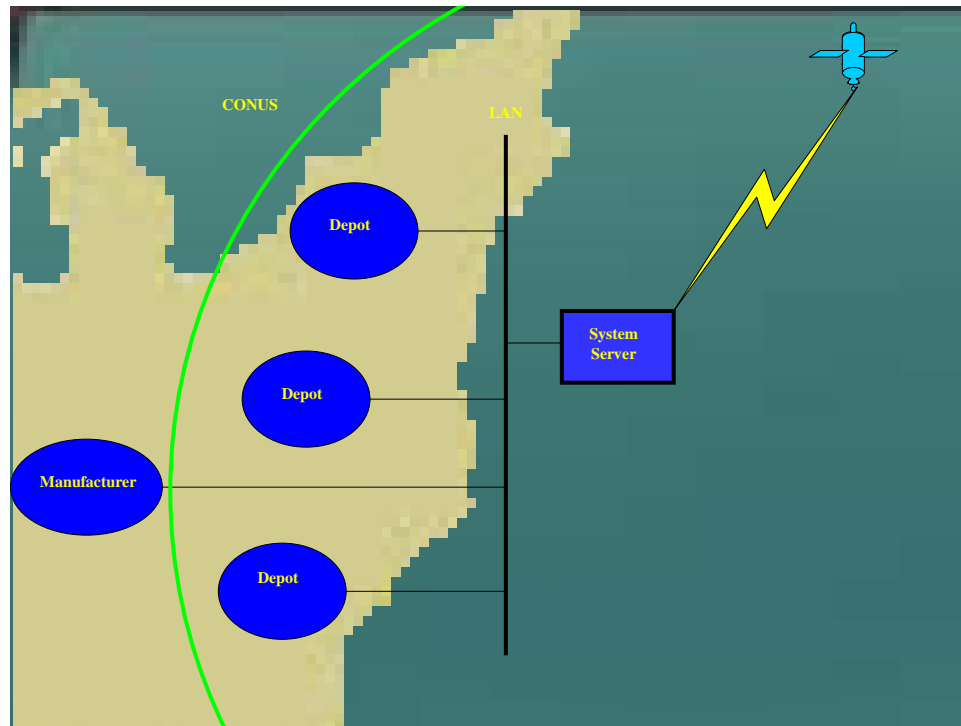 CONUS
LAN
Depot
System
Server
Depot
Manufacturer
Depot